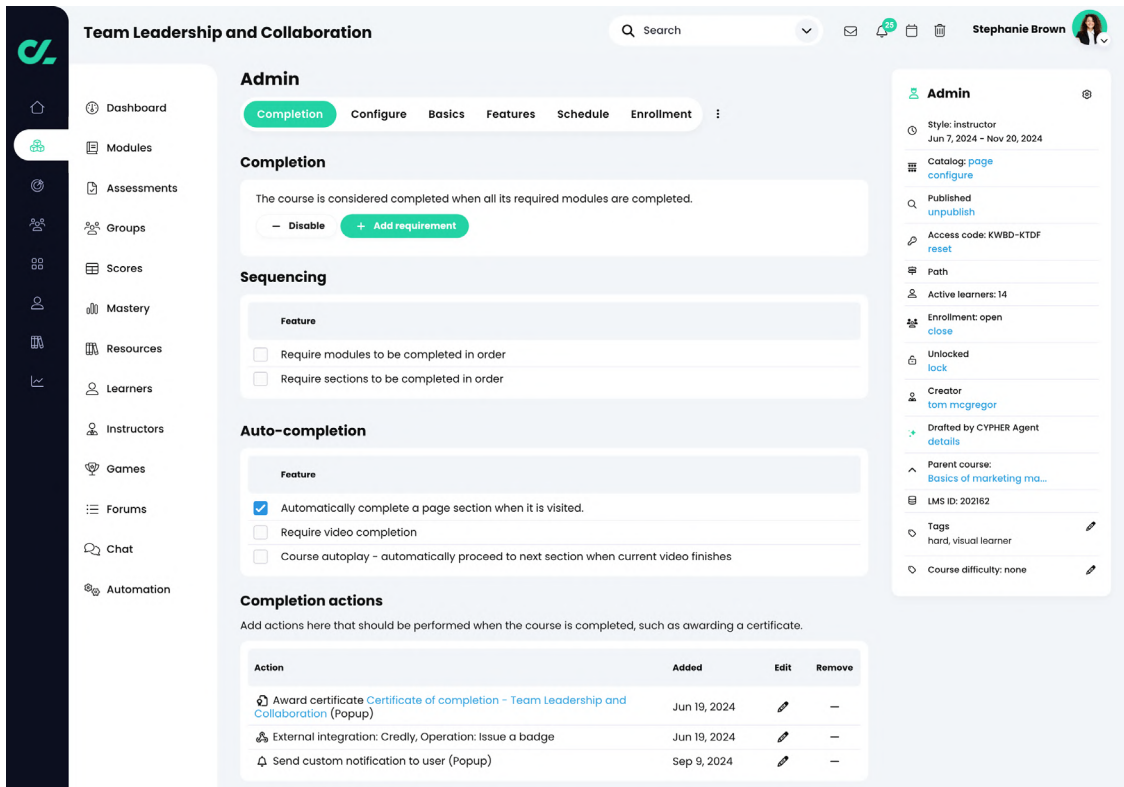 Team Leadership and Collaboration
Search
25
Stephanie Brown
Dashboard
Modules
Assessments
Groups
Scores
Mastery
Resources
Learners
Instructors
Games
Forums
Chat
Automation
Admin
Completion
Configure
Basics
Features
Schedule
Enrollment
Completion
The course is considered completed when all its required modules are completed.
Disable
+ Add requirement
Sequencing
Feature
Require modules to be completed in order
Require sections to be completed in order
Auto-completion
Feature
Automatically complete a page section when it is visited.
Require video completion
Course autoplay - automatically proceed to next section when current video finishes
Completion actions
Add actions here that should be performed when the course is completed, such as awarding a certificate.
Action Added Edit Remove
Award certificate Certificate of completion - Team Leadership and
Collaboration (Popup)
Jun 19, 2024
External integration: Credly, Operation: Issue a badge Jun 19, 2024
Send custom notification to user (Popup) Sep 9, 2024
Admin
Style: instructor
Jun 7, 2024 - Nov 20, 2024
Catalog: page
configure
Published
unpublish
Access code: KWBD-KTDF
reset
Path
Active learners: 14
Enrollment: open
close
Unlocked
lock
Creator
tom mcgregor
Drafted by CYPHER Agent
details
Parent course:
Basics of marketing ma...
LMS ID: 202162
Tags
hard, visual learner
Course difficulty: none